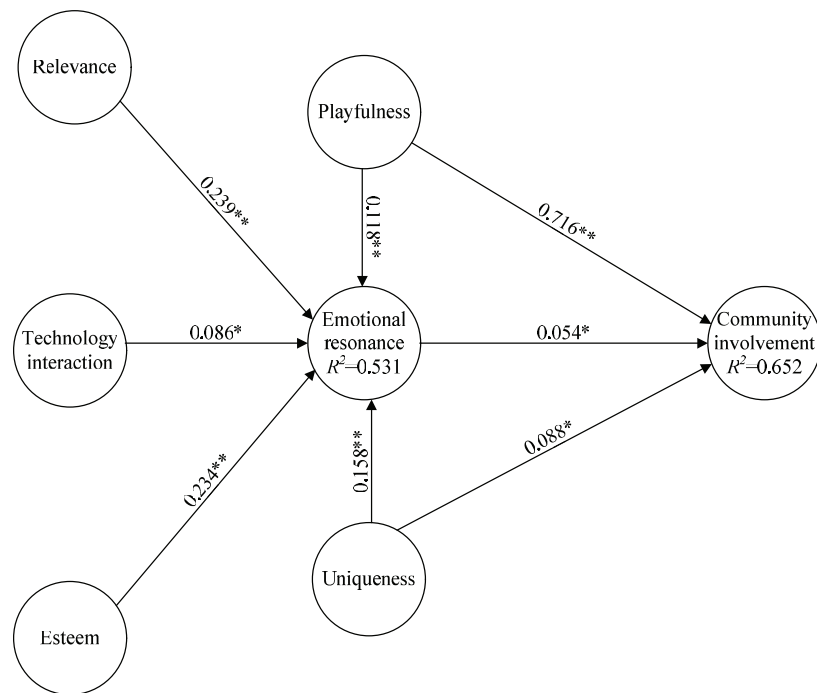 Relevance
Playfulness
0.239**
0.118**
0.716**
Technology
interaction
0.086*
Emotional
resonance
R²=0.531
0.054*
Community
involvement
R²=0.652
0.234**
0.158**
0.088*
Uniqueness
Esteem